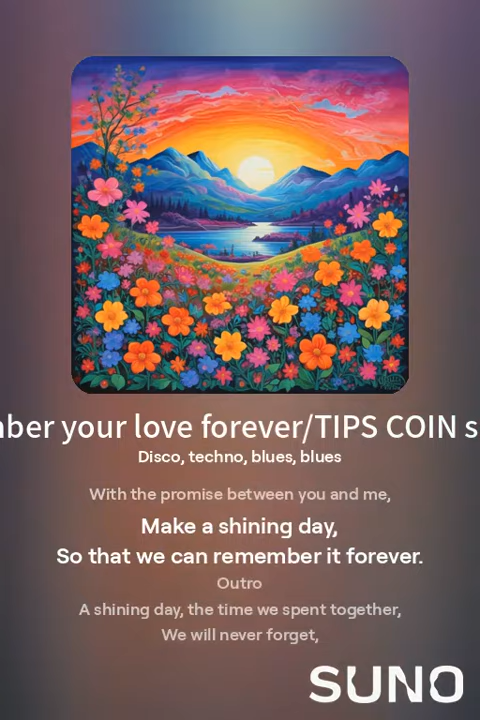 ber your love forever/TIPS COIN s
Disco, techno, blues, blues
With the promise between you and me,
Make a shining day,
So that we can remember it forever.
Outro
A shining day, the time we spent together,
We will never forget,
SUNO